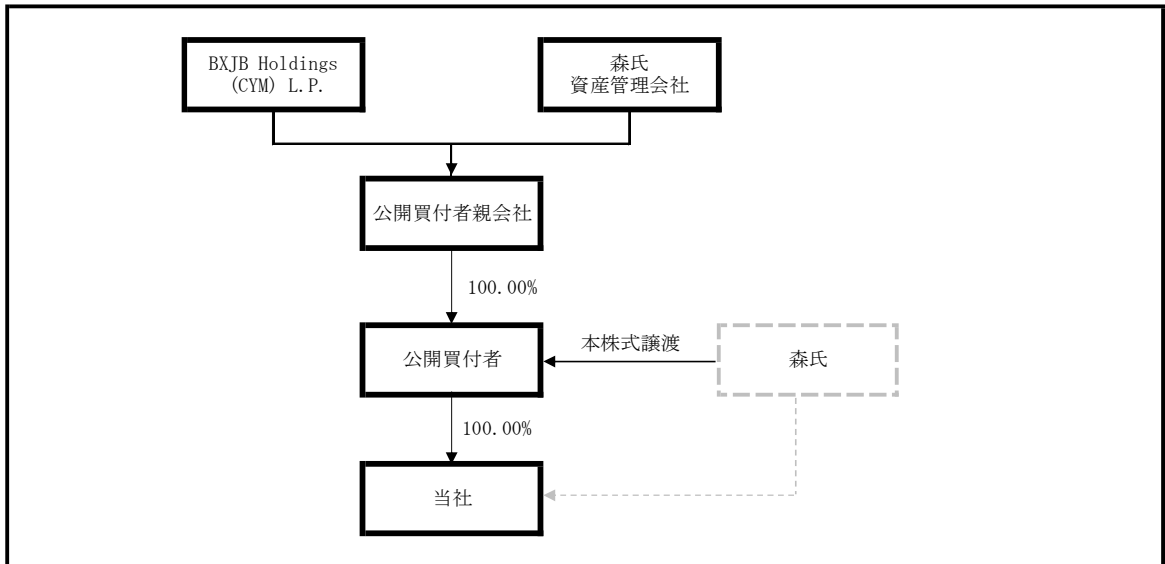 BXJB Holdings
(CYM) L.P.
森氏
資産管理会社
公開買付者親会社
100.00%
公開買付者
本株式譲渡
森氏
100.00%
当社